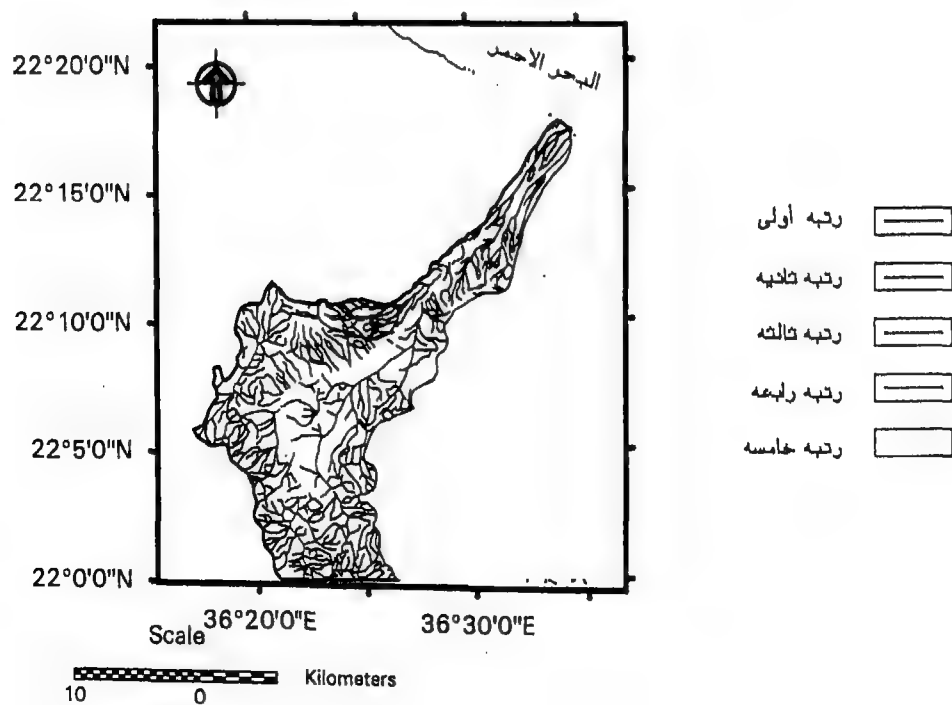 22°20'0"N
البحر الاحمر
22°15'0"N
22°10'0"N
22°5'0"N
22°0'0"N
36°20'0"E
36°30'0"E
رتبه أولى
رتبه ثانيه
رتبه ثالثه
رتبه رابعه
رتبه خامسه
Scale
Kilometers
10 0